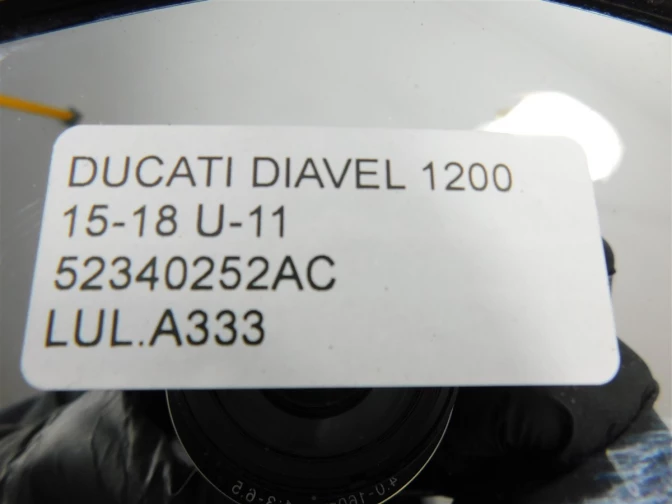 DUCATI DIAVEL 1200
15-18 U-11
52340252AC
LUL.A333